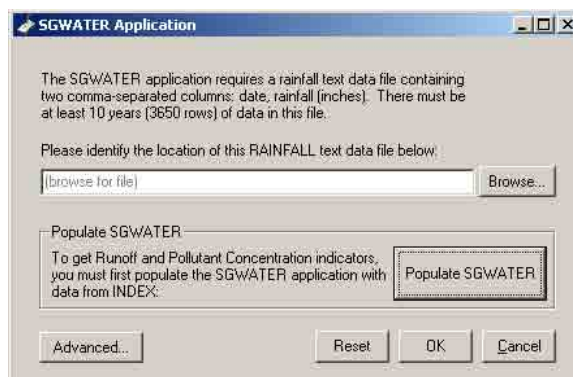 SGWATER Application
The SGWATER application requires a rainfall text data file containing
two comma-separated columns: date, rainfall (inches). There must be
at least 10 years (3650 rows) of data in this file.
Please identify the location of this RAINFALL text data file below:
(browse for file)
Browse...
Populate SGWATER
To get Runoff and Pollutant Concentration indicators,
you must first populate the SGWATER application with
data from INDEX:
Populate SGWATER
Advanced...
Reset
OK
Cancel